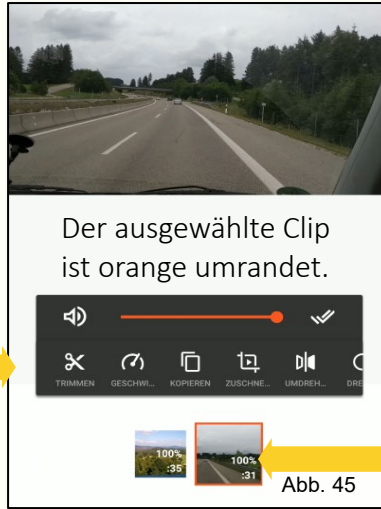 Der ausgewählte Clip
ist orange umrandet.
TRIMMEN GESCHWI... KOPIEREN ZUSCHNE... UMDREH... DRE
100%
:35
100%
:31
Abb. 45